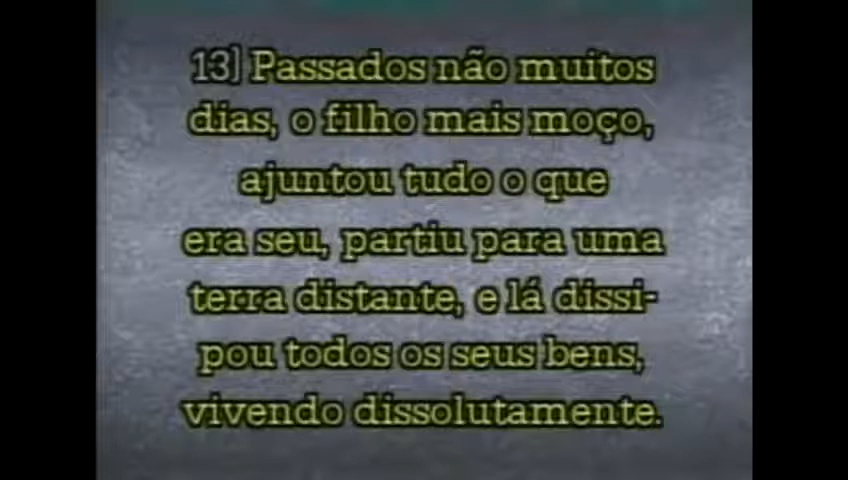 13] Passados não muitos
dias, o filho mais moço,
ajuntou tudo o que
era seu, partiu para uma
terra distante, e lá dissi-
pou todos os seus bens,
vivendo dissolutamente.